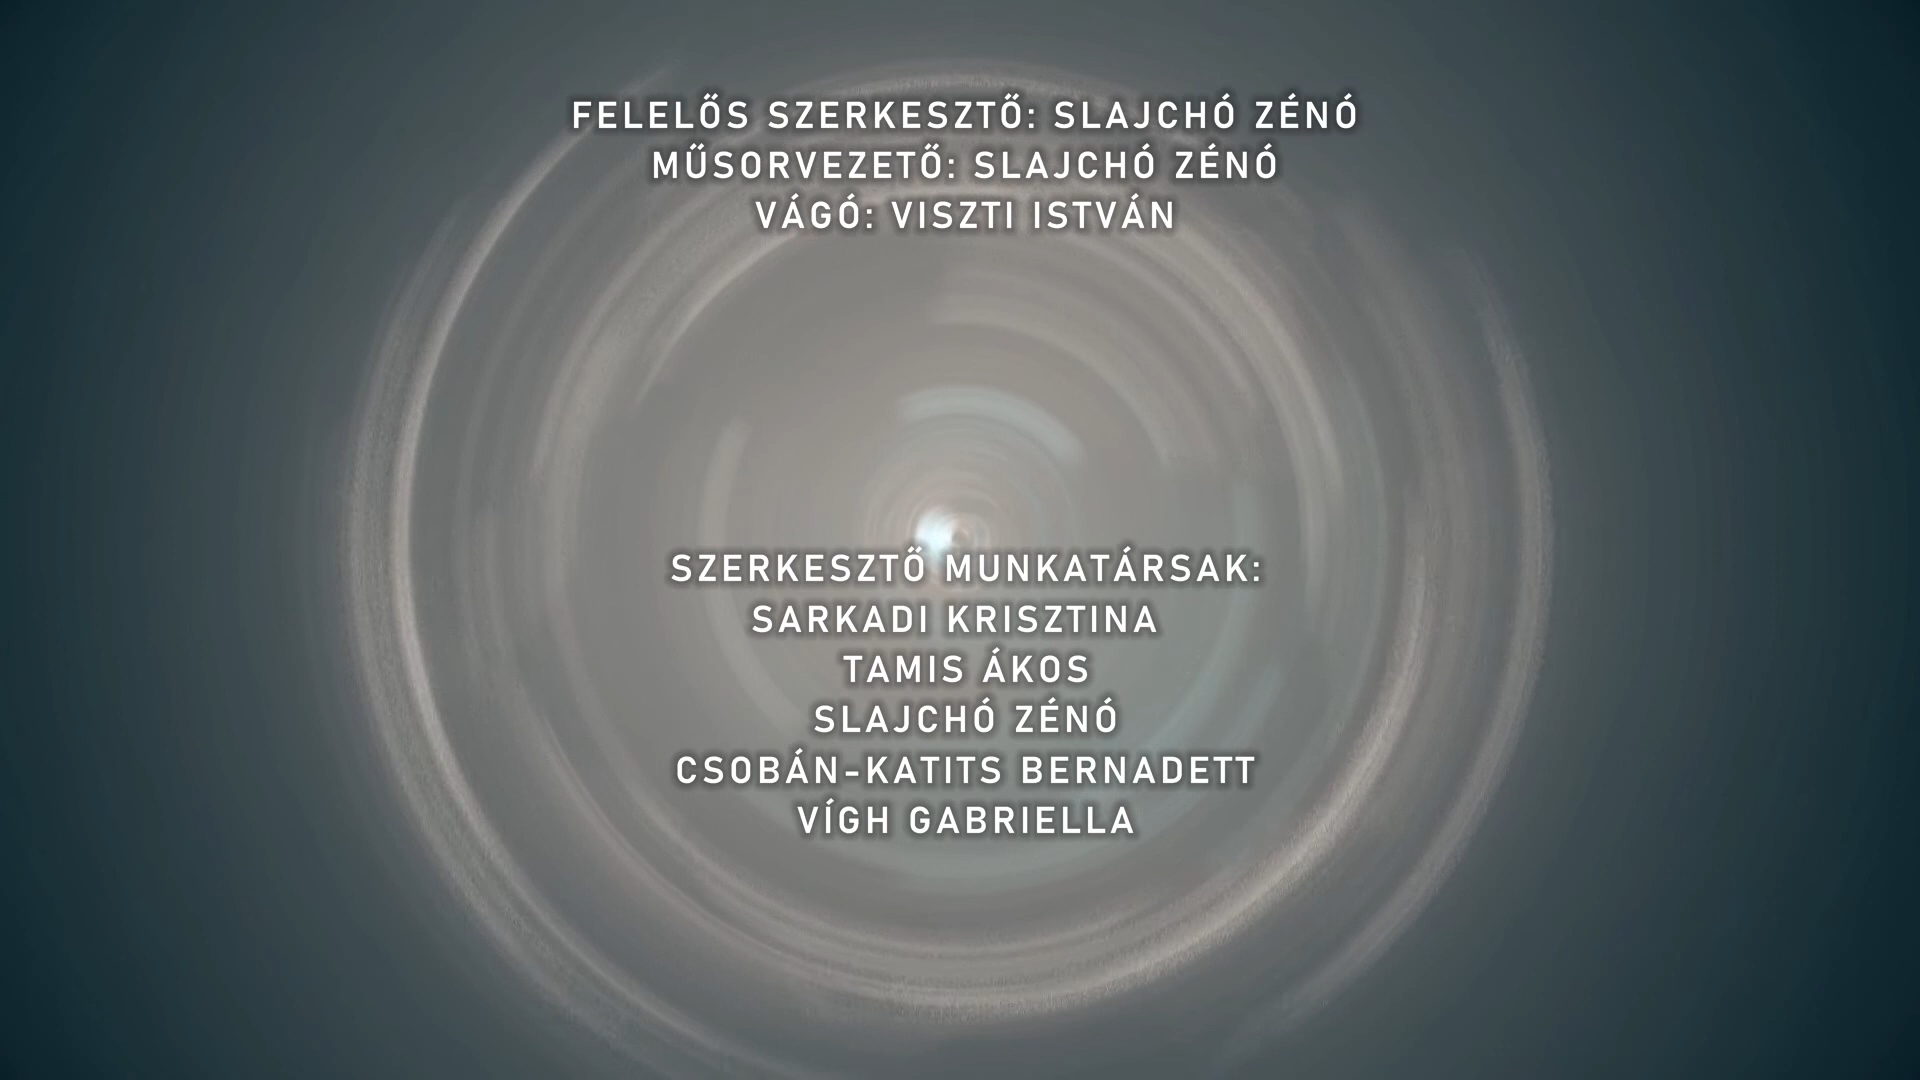 FELELŐS SZERKESZTŐ: SLAJCHÓ ZÉNÓ
MŰSORVEZETŐ: SLAJCHÓ ZÉNÓ
VÁGÓ: VISZTI ISTVÁN
SZERKESZTŐ MUNKATÁRSAK:
SARKADI KRISZTINA
TAMIS ÁKOS
SLAJCHÓ ZÉNÓ
CSOBÁN-KATITS BERNADETT
VÍGH GABRIELLA